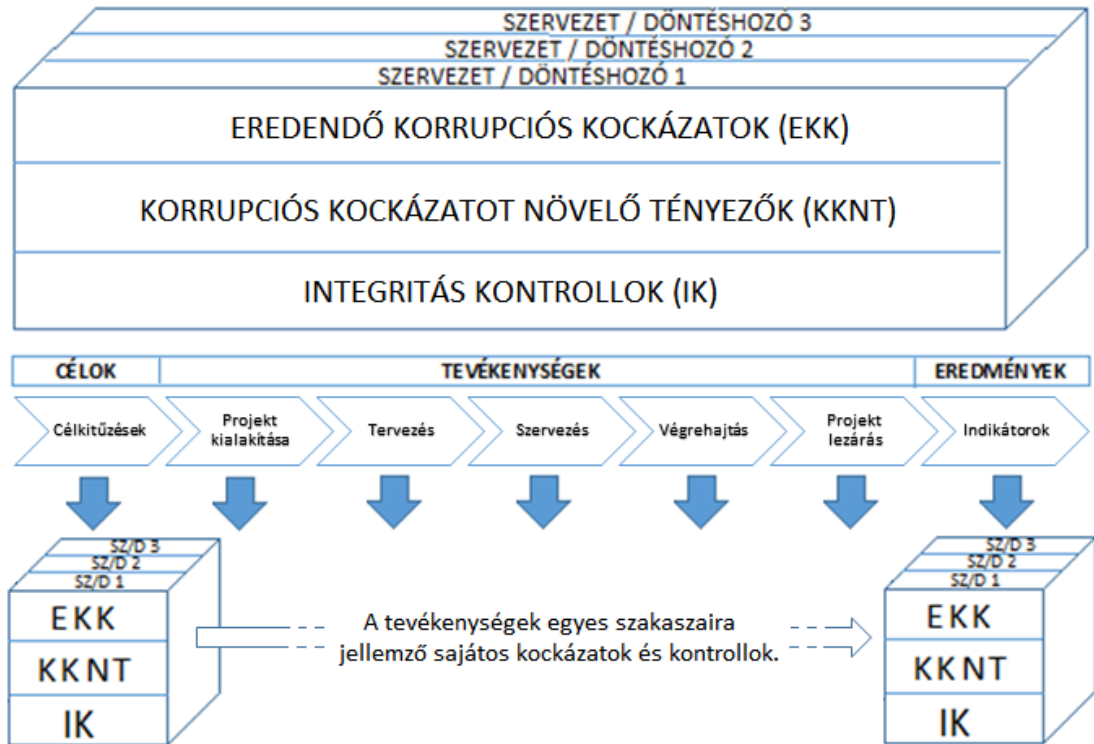 SZERVEZET / DÖNTÉSHOZÓ 3
SZERVEZET / DÖNTÉSHOZÓ 2
SZERVEZET / DÖNTÉSHOZÓ 1
EREDENDŐ KORRUPCIÓS KOCKÁZATOK (EKK)
KORRUPCIÓS KOCKÁZATOT NÖVELŐ TÉNYEZŐK (KKNT)
INTEGRITÁS KONTROLLOK (IK)
CÉLOK TEVÉKENYSÉGEK EREDMÉNYEK
Célkitűzések
Projekt
kialakítása
Tervezés
Szervezés
Végrehajtás
Projekt
lezárás
Indikátorok
SZ/D 3
SZ/D 2
SZ/D 1
EKK
KKNT
IK
A tevékenységek egyes szakaszaira
jellemző sajátos kockázatok és kontrollok.
SZ/D 3
SZ/D 2
SZ/D 1
EKK
KKNT
IK